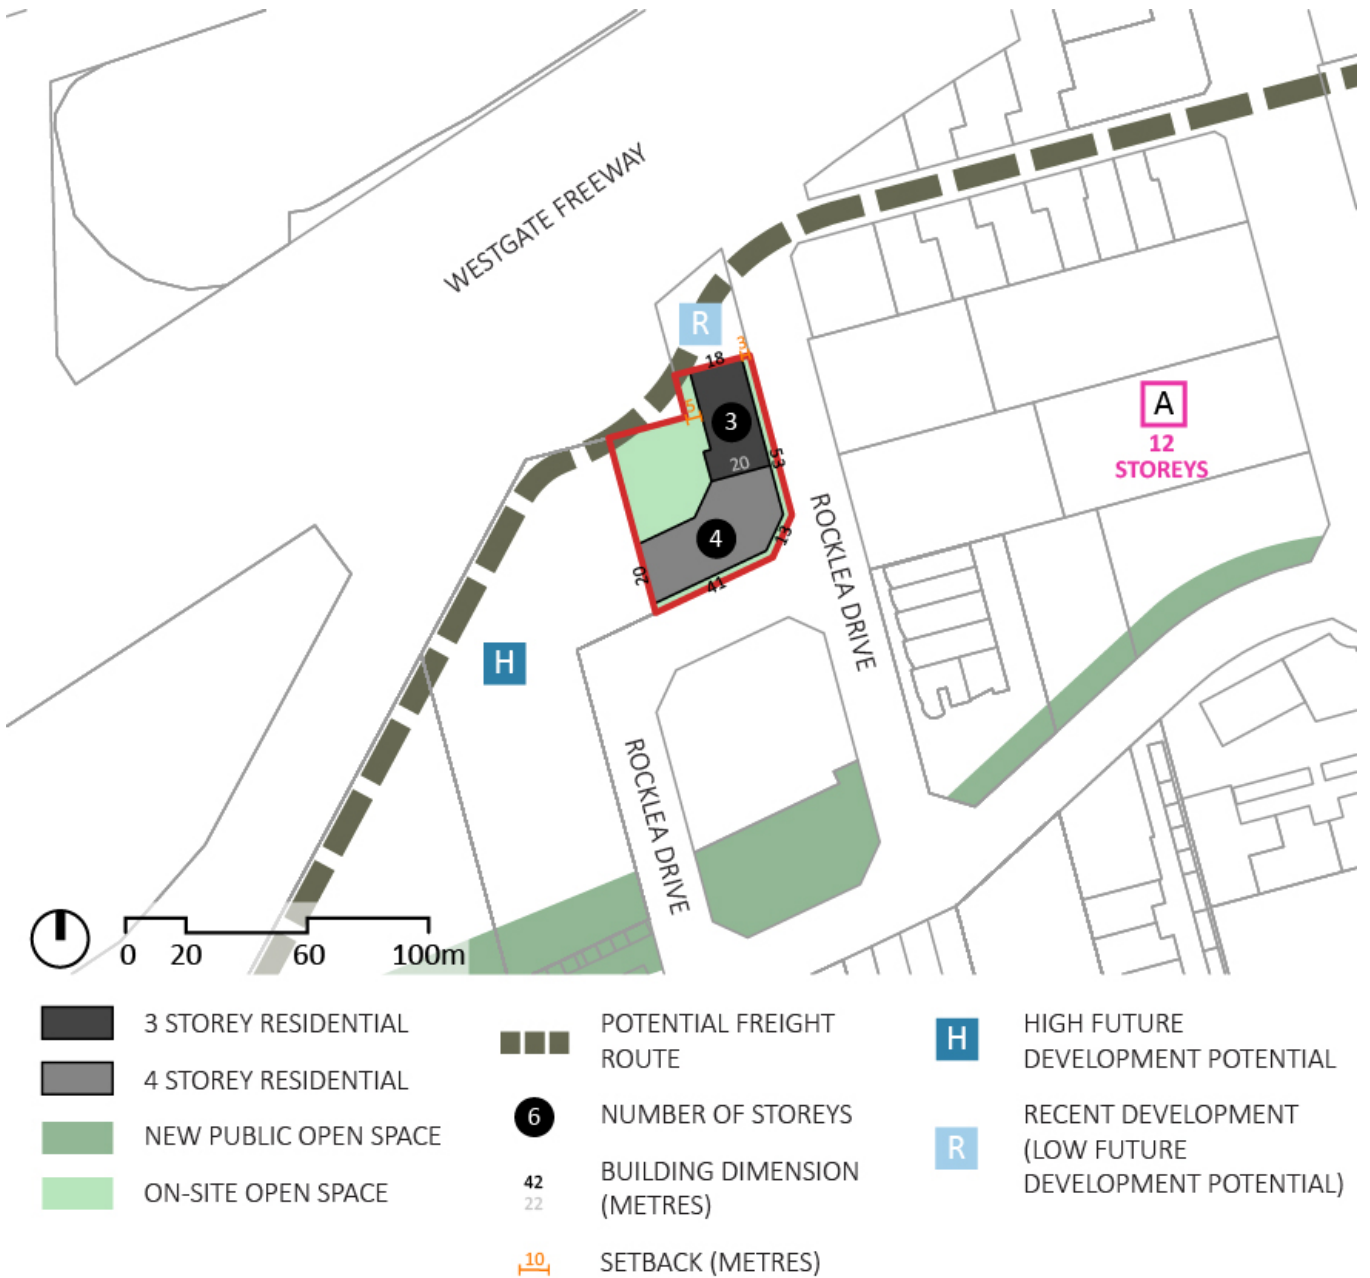 WESTGATE FREEWAY
R
3
18
5
3
A
12
STOREYS
20
53
4
13
20
41
ROCKLEA DRIVE
H
ROCKLEA DRIVE
0 20 60 100m
3 STOREY RESIDENTIAL
4 STOREY RESIDENTIAL
NEW PUBLIC OPEN SPACE
ON-SITE OPEN SPACE
POTENTIAL FREIGHT
ROUTE
6 NUMBER OF STOREYS
42
22
BUILDING DIMENSION
(METRES)
10 SETBACK (METRES)
H
HIGH FUTURE
DEVELOPMENT POTENTIAL
R
RECENT DEVELOPMENT
(LOW FUTURE
DEVELOPMENT POTENTIAL)